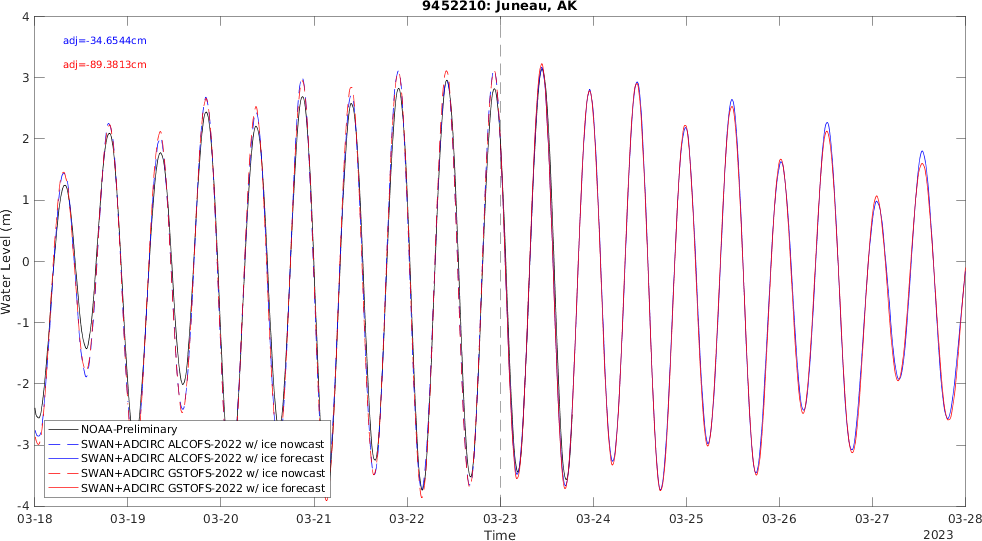 9452210: Juneau, AK
adj=-34.6544cm
adj=-89.3813cm
Water Level (m)
4
3
2
1
0
-1
-2
-3
-4
NOAA-Preliminary
SWAN+ADCIRC ALCOFS-2022 w/ ice nowcast
SWAN+ADCIRC ALCOFS-2022 w/ ice forecast
SWAN+ADCIRC GSTOFS-2022 w/ ice nowcast
SWAN+ADCIRC GSTOFS-2022 w/ ice forecast
03-18 03-19 03-20 03-21 03-22 03-23 03-24 03-25 03-26 03-27 03-28
Time
2023